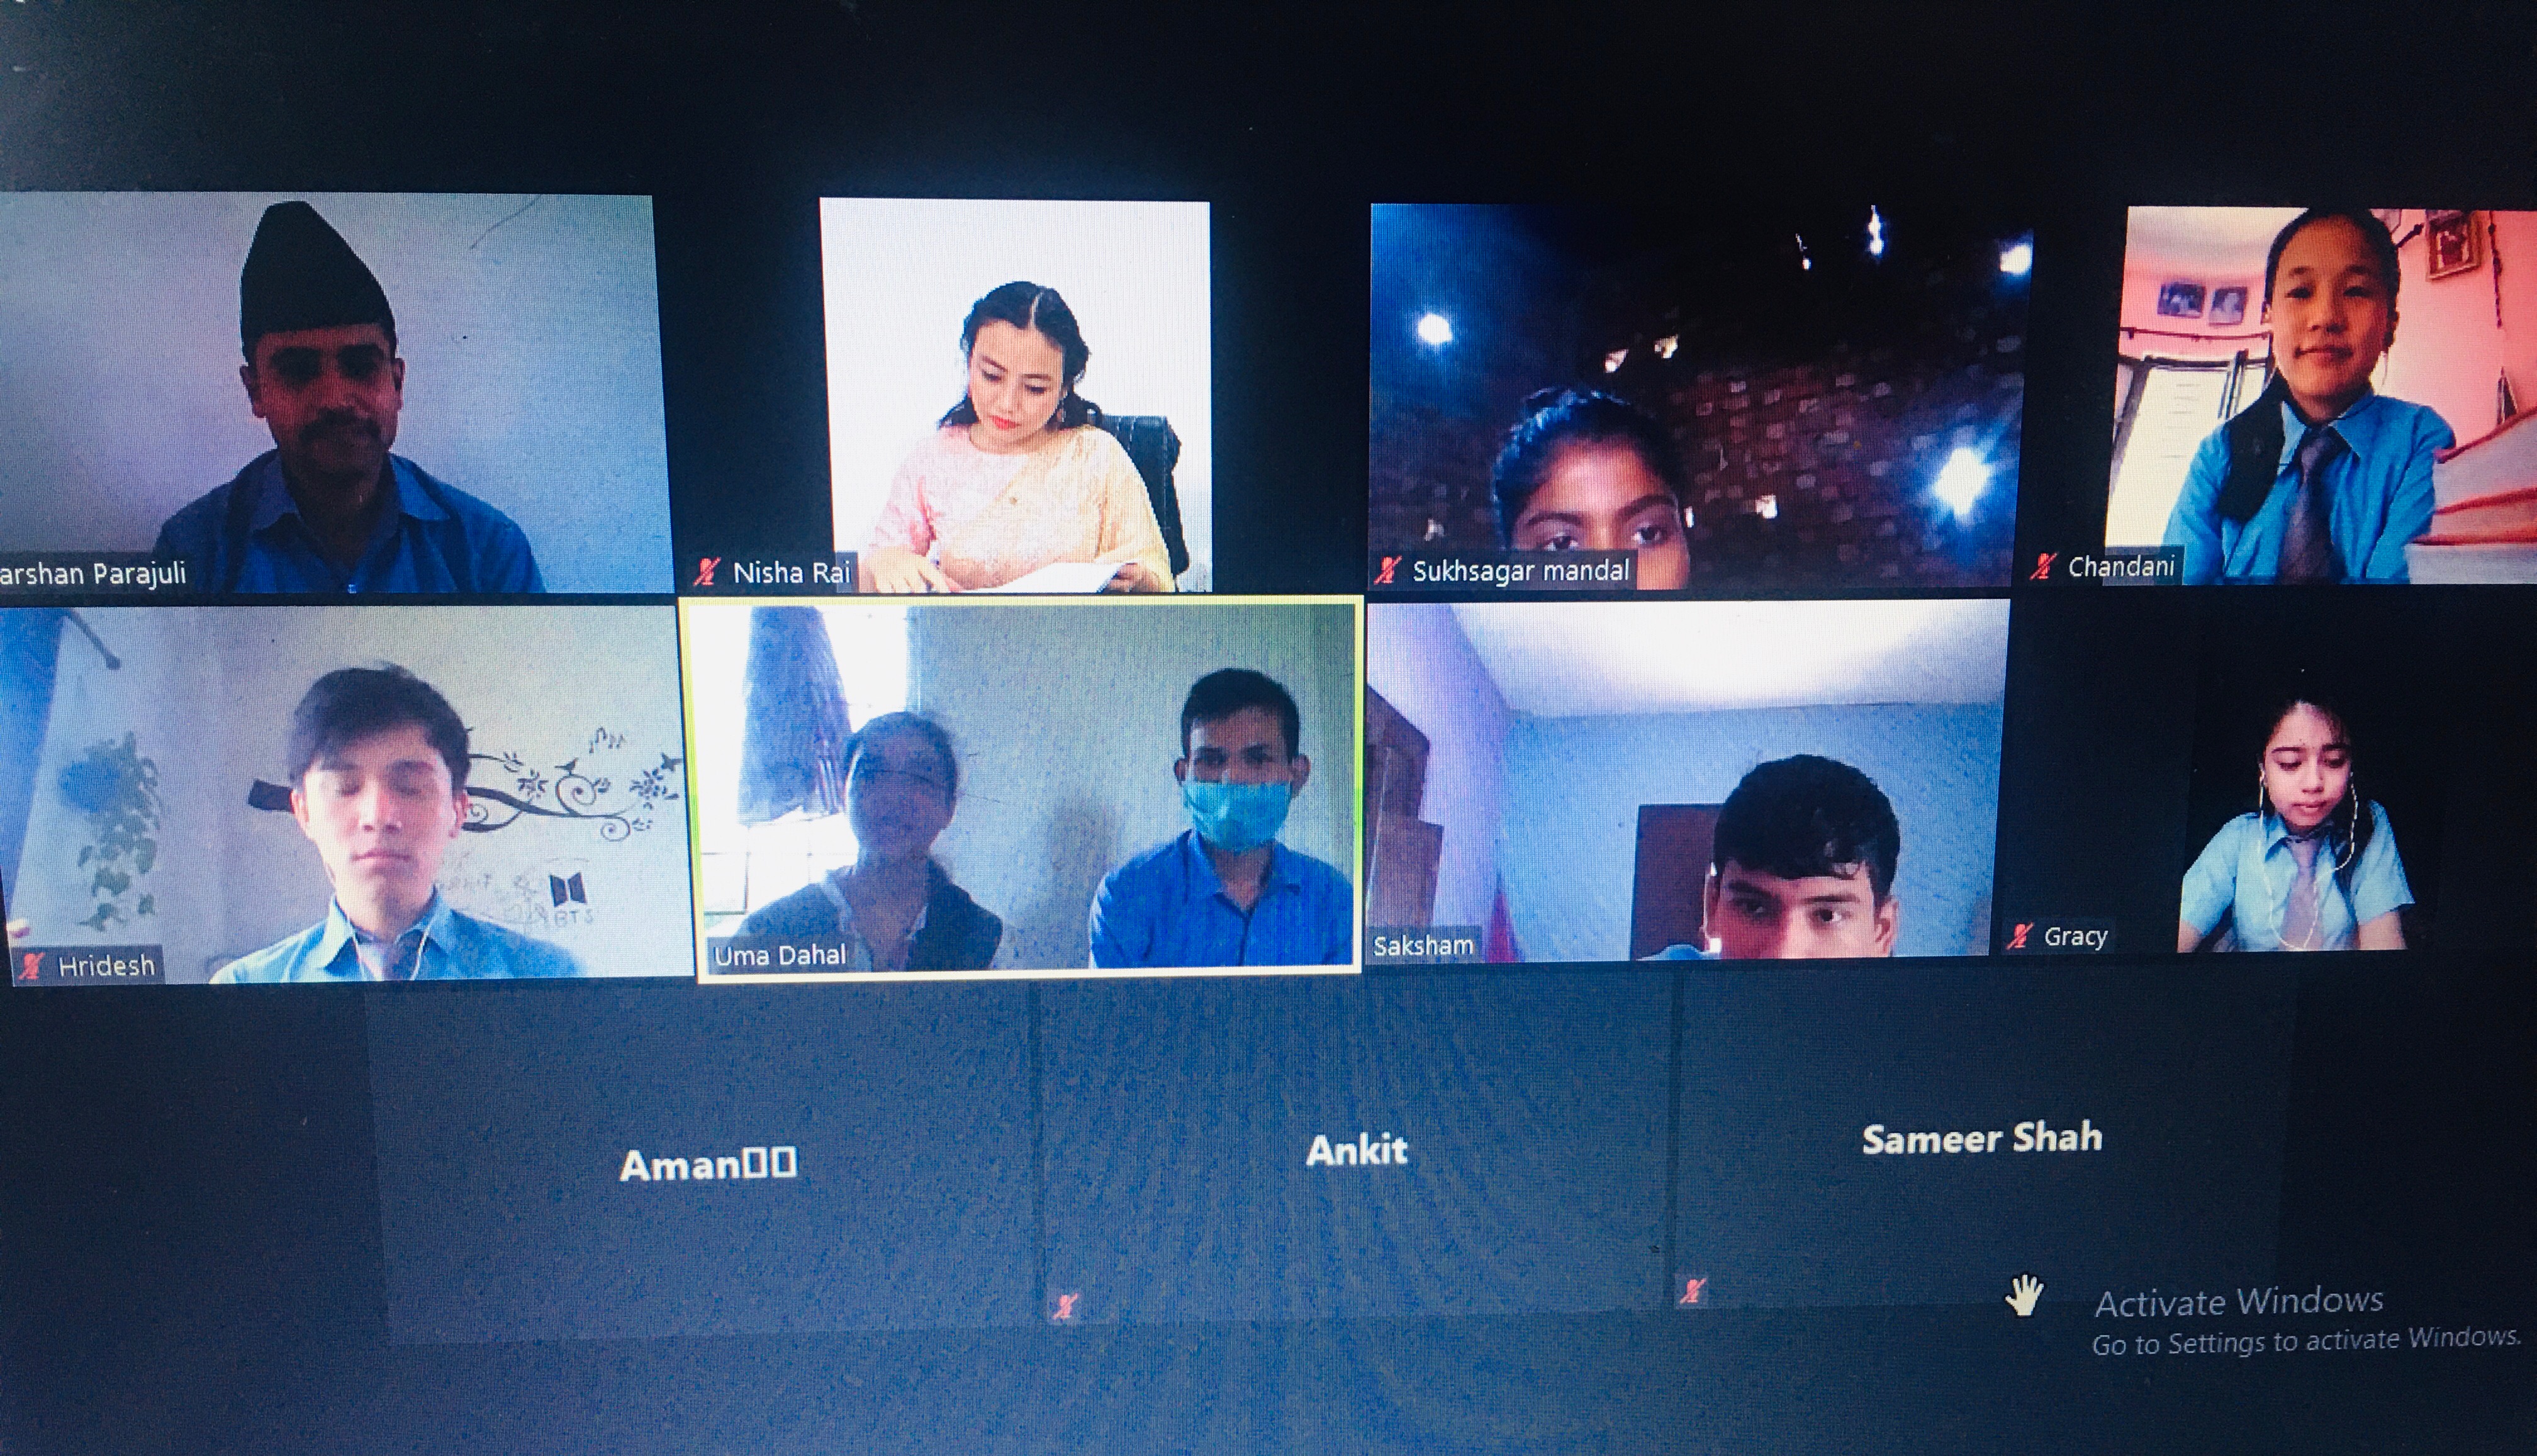 arshan Parajuli
Nisha Rai
Sukhsagar mandal
Chandani
Hridesh
BTS
Uma Dahal
Saksham
Gracy
Aman
Ankit
Sameer Shah
Activate Windows
Go to Settings to activate Windows.